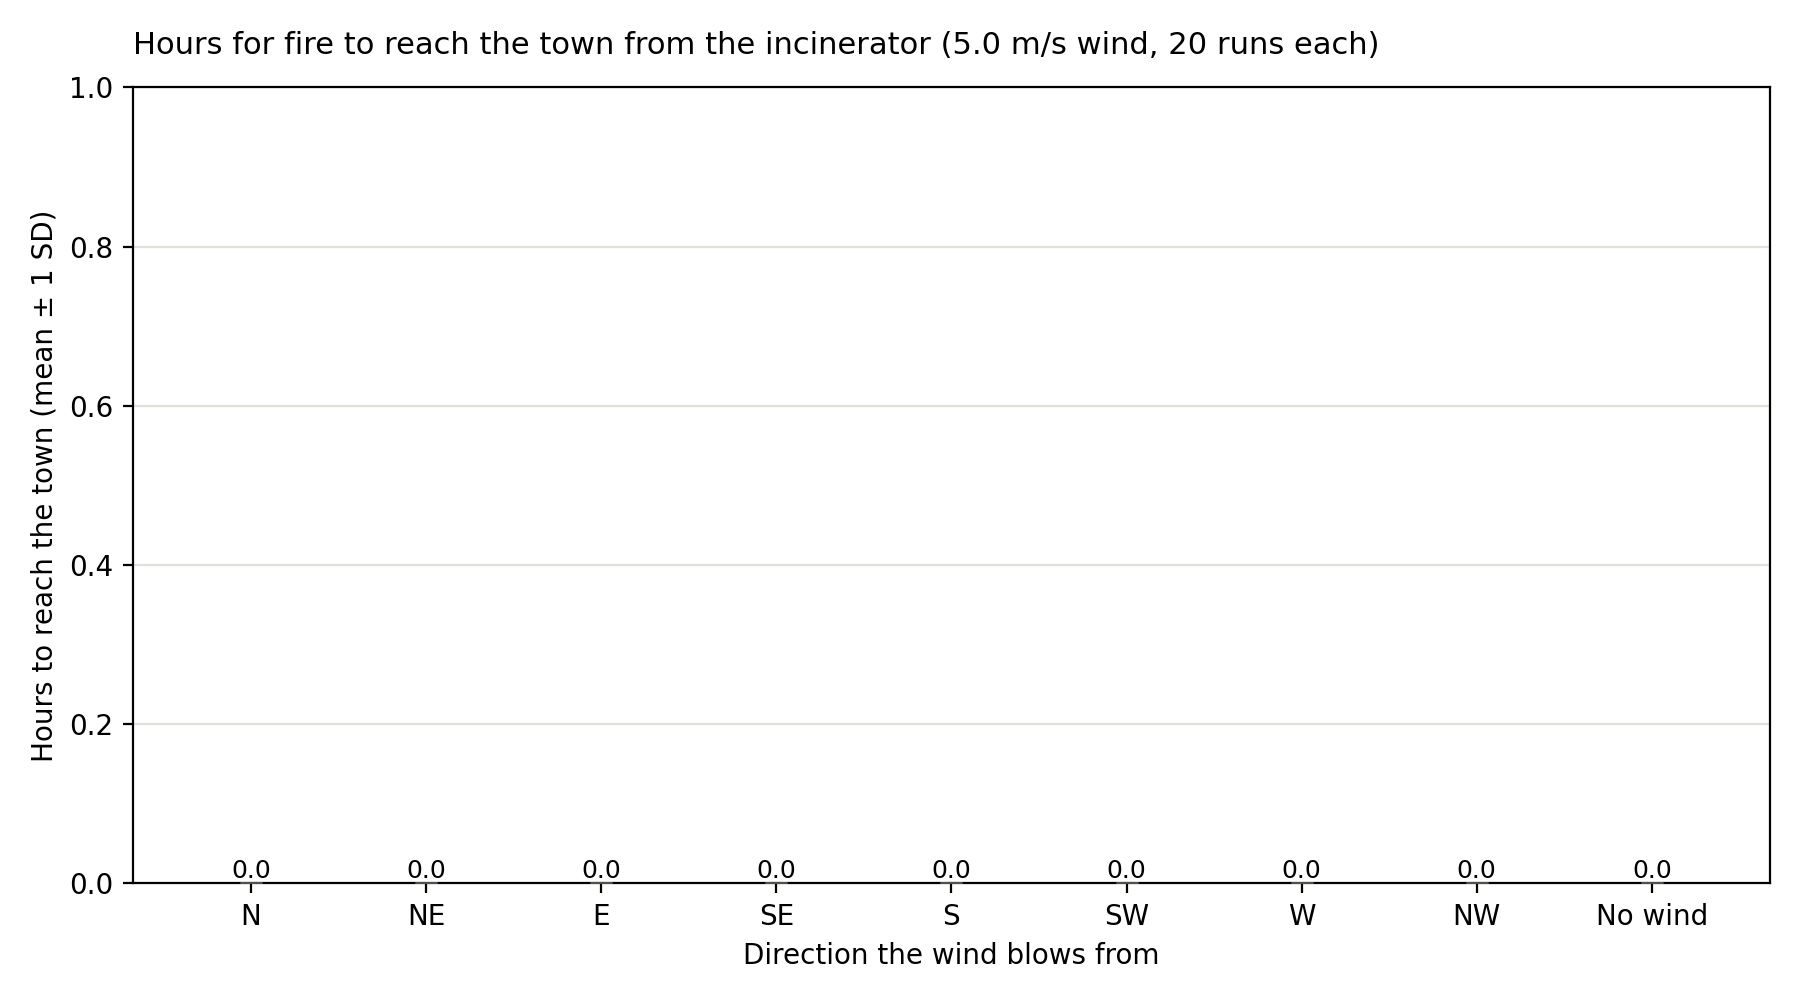 Hours for fire to reach the town from the incinerator (5.0 m/s wind, 20 runs each)
Hours to reach the town (mean ± 1 SD)
1.0
0.8
0.6
0.4
0.2
0.0
0.0 0.0 0.0 0.0 0.0 0.0 0.0 0.0 0.0
N NE E SE S SW W NW No wind
Direction the wind blows from